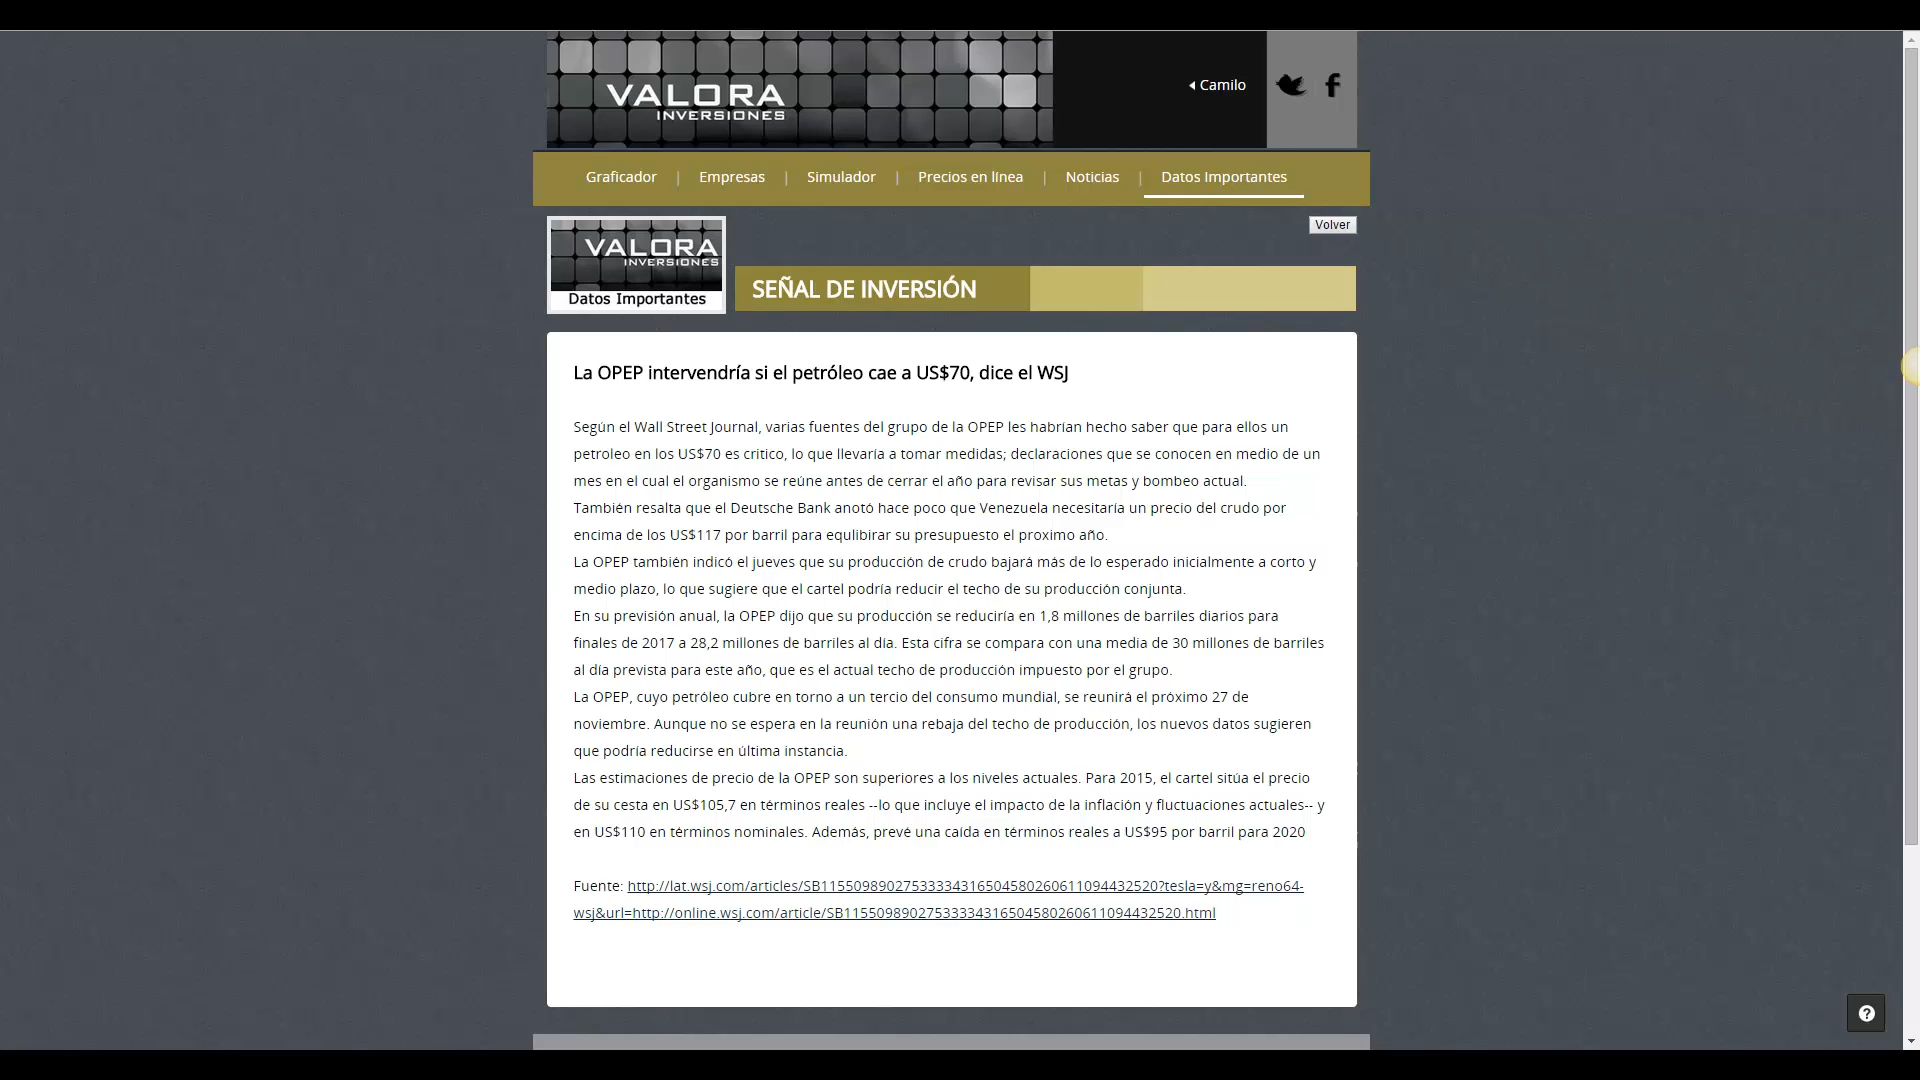 VALORA
INVERSIONES
Camilo
Graficador | Empresas | Simulador | Precios en línea | Noticias | Datos Importantes
VALORA
INVERSIONES
Datos Importantes
Volver
SEÑAL DE INVERSIÓN
La OPEP intervendría si el petróleo cae a US$70, dice el WSJ
Según el Wall Street Journal, varias fuentes del grupo de la OPEP les habrían hecho saber que para ellos un
petroleo en los US$70 es critico, lo que llevaría a tomar medidas; declaraciones que se conocen en medio de un
mes en el cual el organismo se reúne antes de cerrar el año para revisar sus metas y bombeo actual.
También resalta que el Deutsche Bank anotó hace poco que Venezuela necesitaría un precio del crudo por
encima de los US$117 por barril para equlibirar su presupuesto el proximo año.
La OPEP también indicó el jueves que su producción de crudo bajará más de lo esperado inicialmente a corto y
medio plazo, lo que sugiere que el cartel podría reducir el techo de su producción conjunta.
En su previsión anual, la OPEP dijo que su producción se reduciría en 1,8 millones de barriles diarios para
finales de 2017 a 28,2 millones de barriles al día. Esta cifra se compara con una media de 30 millones de barriles
al día prevista para este año, que es el actual techo de producción impuesto por el grupo.
La OPEP, cuyo petróleo cubre en torno a un tercio del consumo mundial, se reunirá el próximo 27 de
noviembre. Aunque no se espera en la reunión una rebaja del techo de producción, los nuevos datos sugieren
que podría reducirse en última instancia.
Las estimaciones de precio de la OPEP son superiores a los niveles actuales. Para 2015, el cartel sitúa el precio
de su cesta en US$105,7 en términos reales --lo que incluye el impacto de la inflación y fluctuaciones actuales-- y
en US$110 en términos nominales. Además, prevé una caída en términos reales a US$95 por barril para 2020
Fuente: http://lat.wsj.com/articles/SB11550989027533334316504580260611094432520?tesla=y&mg=reno64-
wsj&url=http://online.wsj.com/article/SB11550989027533334316504580260611094432520.html